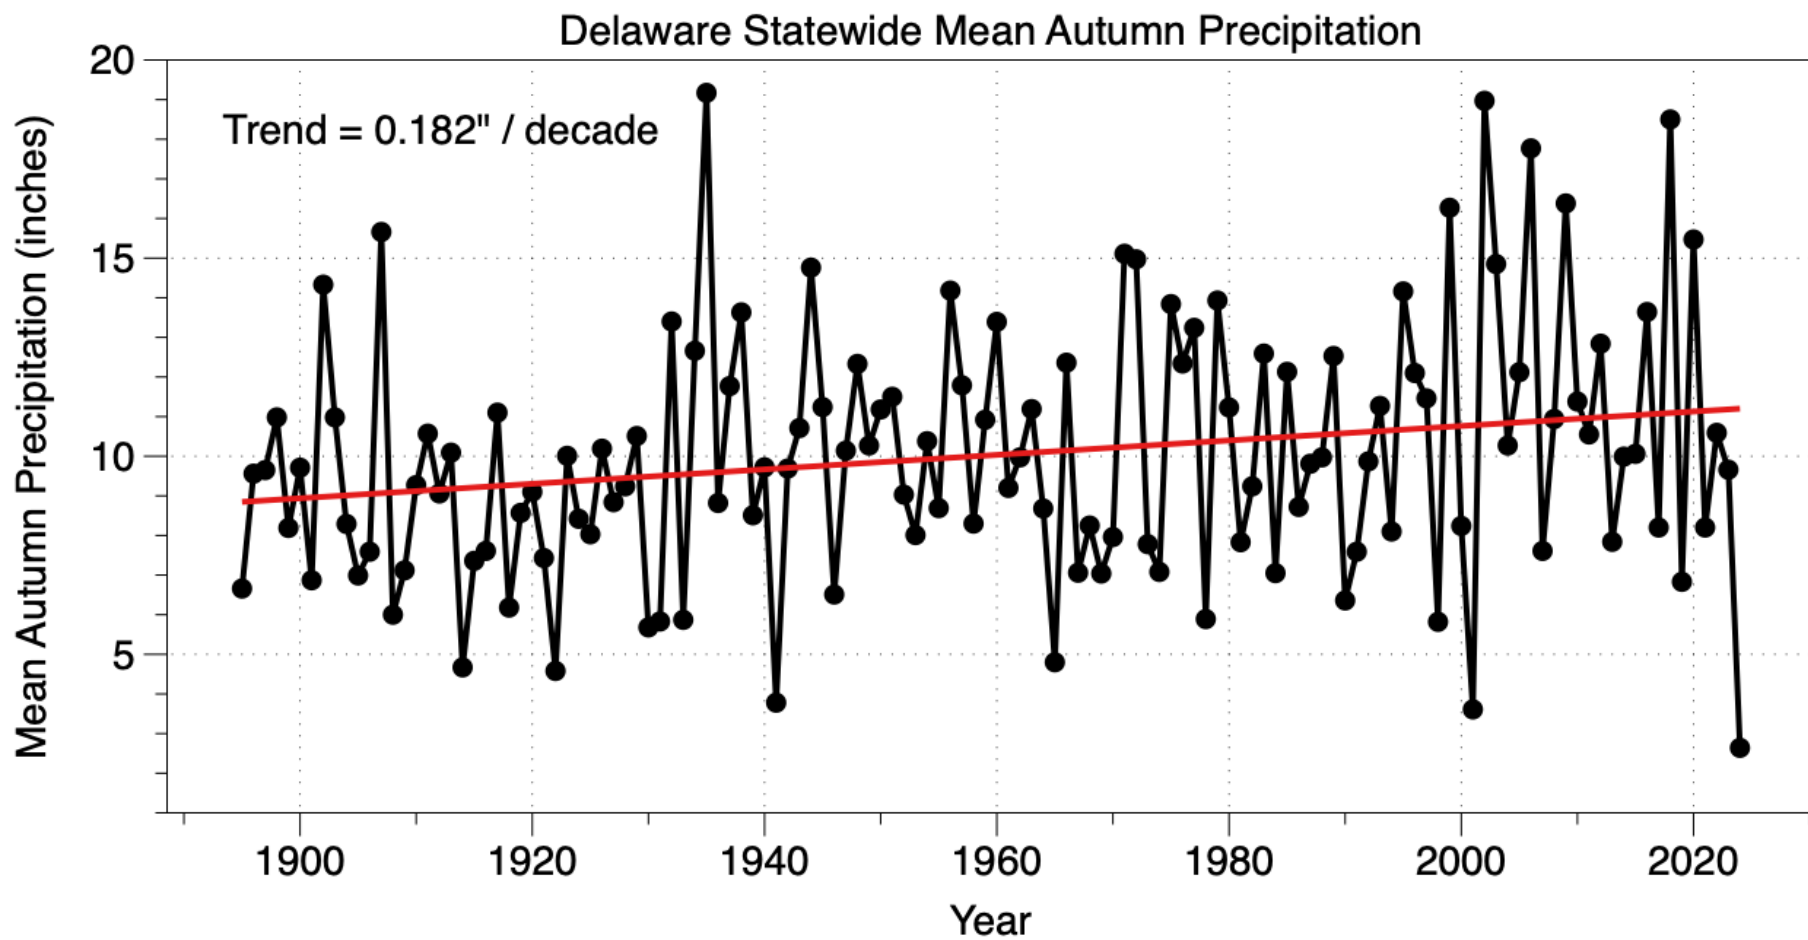 Delaware Statewide Mean Autumn Precipitation
Trend = 0.182" / decade
Mean Autumn Precipitation (inches)
20
15
10
5
1900 1920 1940 1960 1980 2000 2020
Year